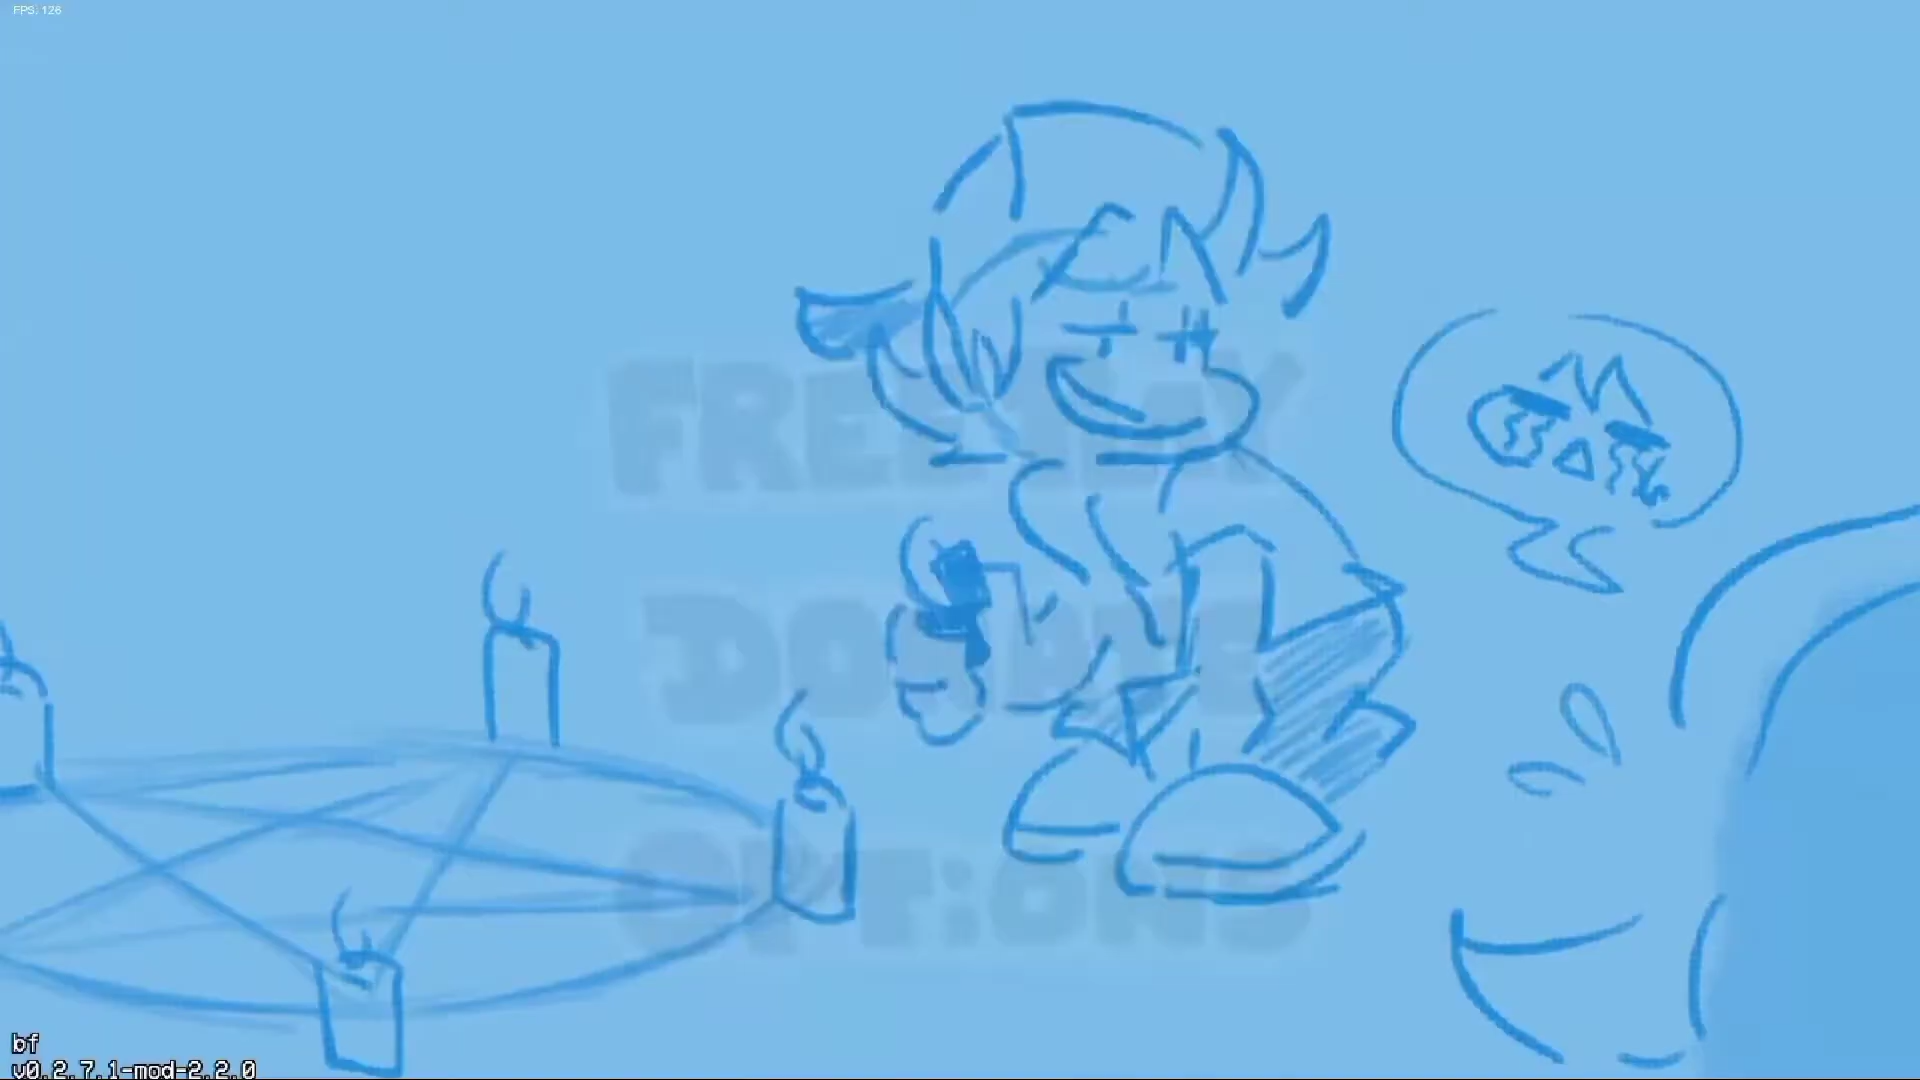 FPS: 126
FREEPLAY
DONATE
OPTIONS
bf
v0.2.7.1-mod-2.2.0